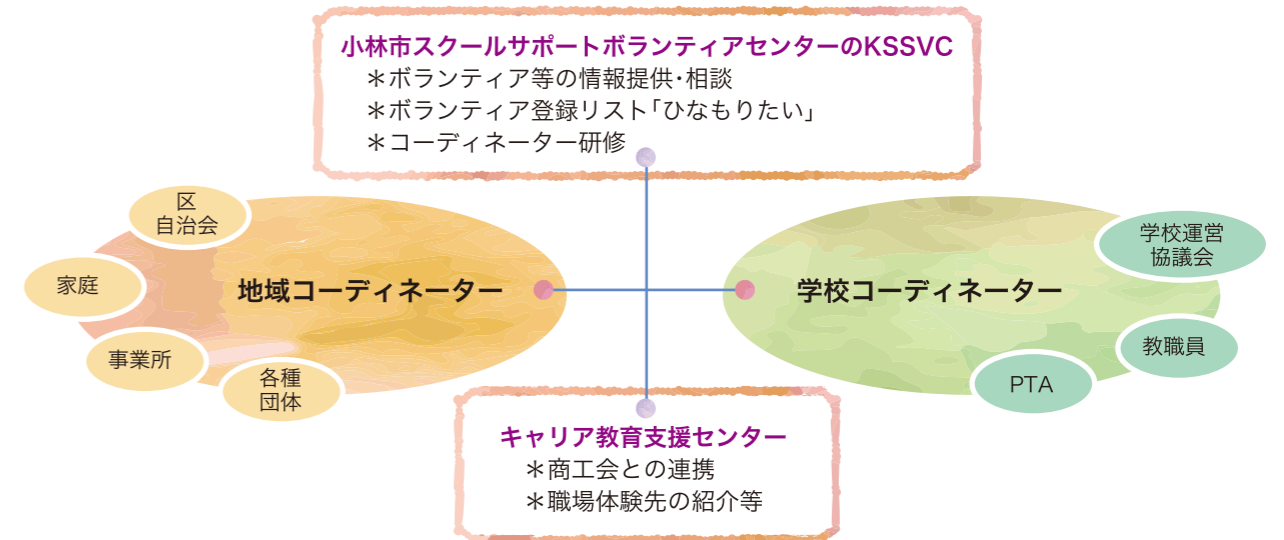 小林市スクールサポートボランティアセンターのKSSVC
＊ボランティア等の情報提供・相談
＊ボランティア登録リスト「ひなもりたい」
＊コーディネーター研修
区
自治会
家庭
事業所
各種
団体
地域コーディネーター
学校コーディネーター
学校運営
協議会
教職員
PTA
キャリア教育支援センター
＊商工会との連携
＊職場体験先の紹介等